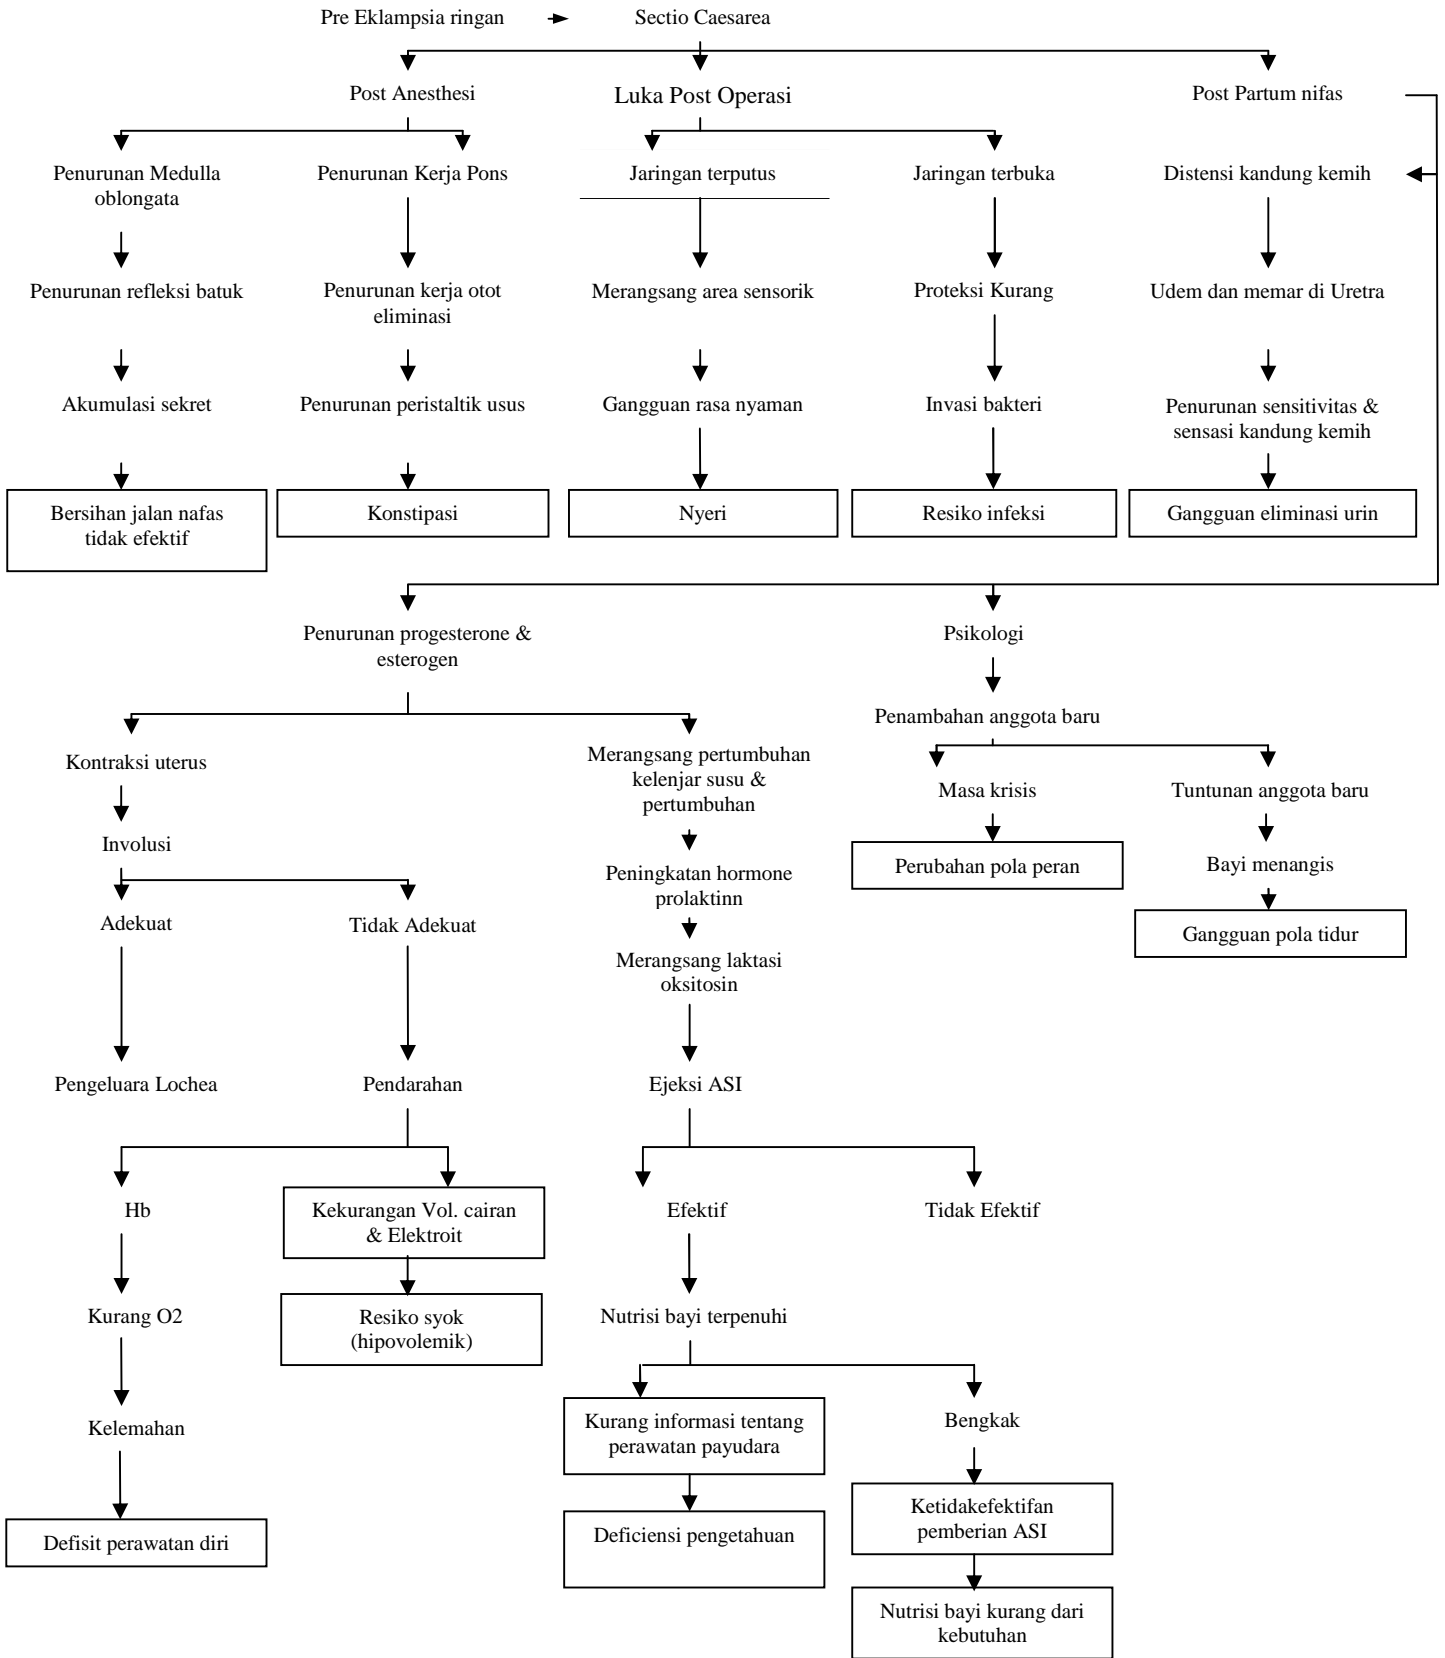 Pre Eklampsia ringan
Sectio Caesarea
Post Anesthesi
Luka Post Operasi
Post Partum nifas
Penurunan Medulla
oblongata
Penurunan Kerja Pons
Jaringan terputus
Jaringan terbuka
Distensi kandung kemih
Penurunan refleksi batuk
Penurunan kerja otot
eliminasi
Merangsang area sensorik
Proteksi Kurang
Udem dan memar di Uretra
Akumulasi sekret
Penurunan peristaltik usus
Gangguan rasa nyaman
Invasi bakteri
Penurunan sensitivitas &
sensasi kandung kemih
Bersihan jalan nafas
tidak efektif
Konstipasi
Nyeri
Resiko infeksi
Gangguan eliminasi urin
Penurunan progesterone &
esterogen
Psikologi
Penambahan anggota baru
Kontraksi uterus
Merangsang pertumbuhan
kelenjar susu &
pertumbuhan
Masa krisis
Tuntunan anggota baru
Involusi
Peningkatan hormone
prolaktinn
Perubahan pola peran
Bayi menangis
Adekuat
Tidak Adekuat
Merangsang laktasi
oksitosin
Gangguan pola tidur
Pengeluara Lochea
Pendarahan
Ejeksi ASI
Hb
Kekurangan Vol. cairan
& Elektroit
Efektif
Tidak Efektif
Kurang O2
Resiko syok
(hipovolemik)
Nutrisi bayi terpenuhi
Kelemahan
Kurang informasi tentang
perawatan payudara
Bengkak
Defisit perawatan diri
Deficiensi pengetahuan
Ketidakefektifan
pemberian ASI
Nutrisi bayi kurang dari
kebutuhan